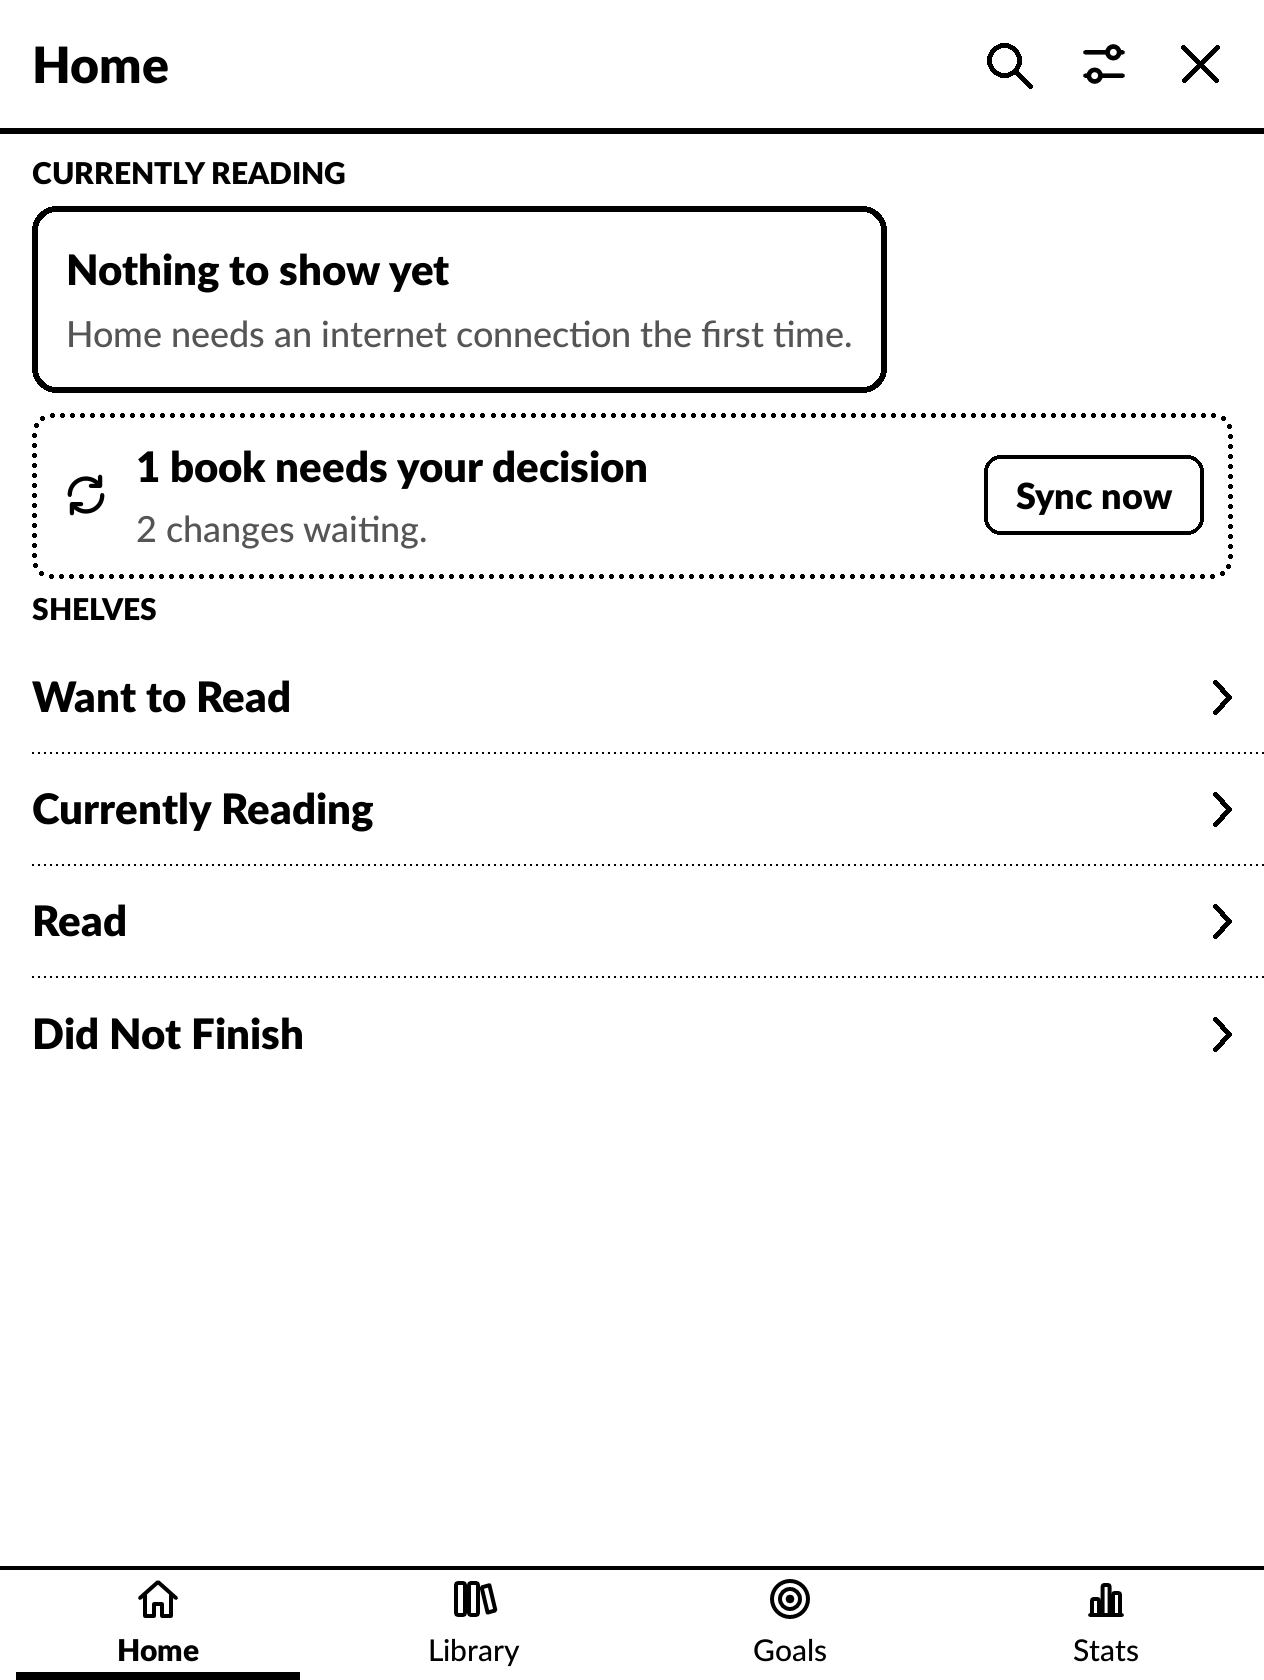 Home
CURRENTLY READING
Nothing to show yet
Home needs an internet connection the first time.
1 book needs your decision
2 changes waiting.
Sync now
SHELVES
Want to Read
Currently Reading
Read
Did Not Finish
Home
Library
Goals
Stats